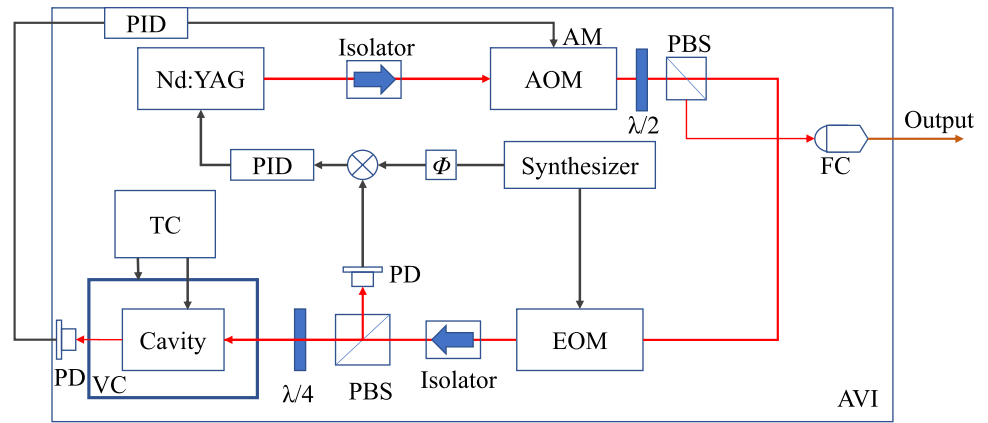 PID
Isolator
AM
PBS
Nd:YAG
AOM
λ/2
Output
FC
PID
Φ
Synthesizer
TC
PD
Cavity
EOM
PD
VC
λ/4
PBS
Isolator
AVI